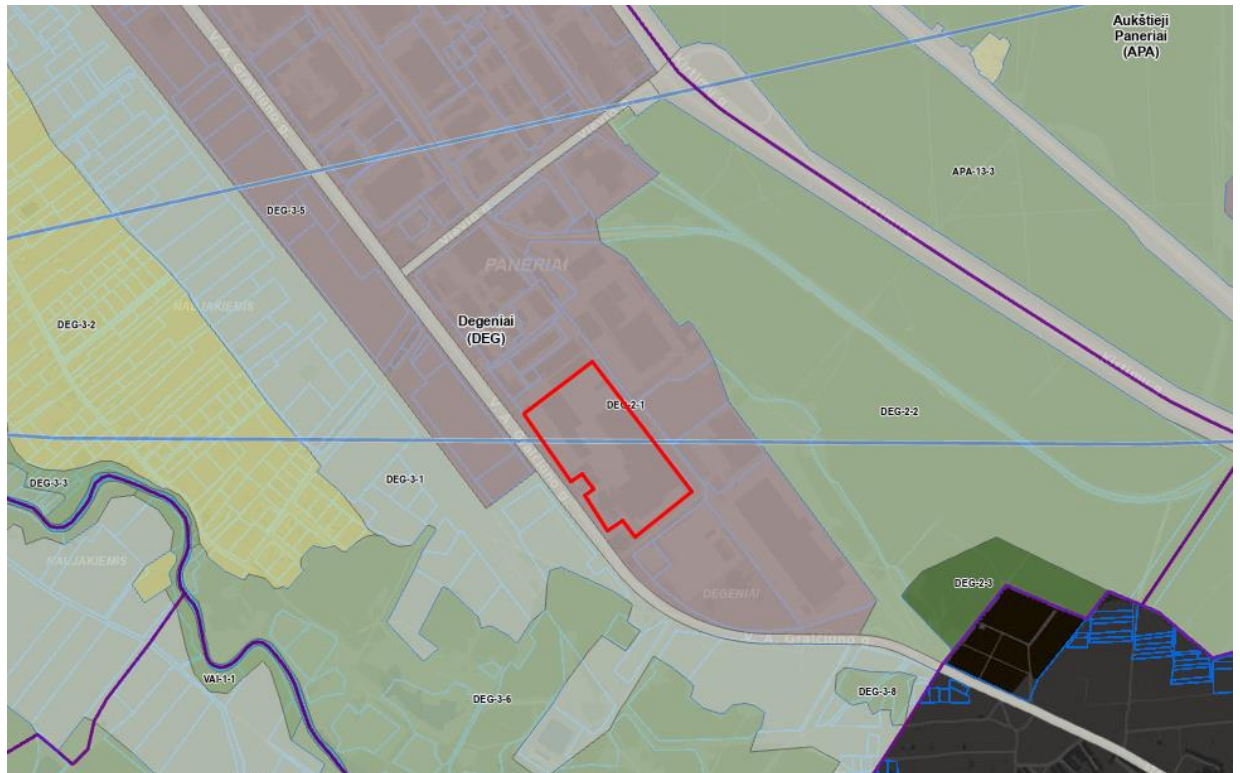 Aukštieji
Paneriai
(APA)
V. A. Graičiūno g.
APA-13-3
DEG-3-5
PANERIAI
NAUJAKIEMIS
Degeniai
(DEG)
DEG-3-2
DEG-2-1
DEG-2-2
V. A. Graičiūno g.
DEG-3-3
DEG-3-1
NAUJAKIEMIS
DEG-2-3
DEGENIAI
V. A. Graičiūno g.
VAI-1-1
DEG-3-6
DEG-3-8